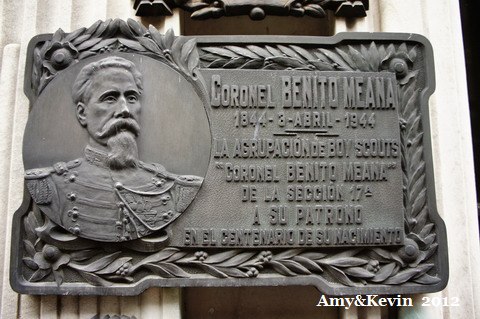 CORONEL BENITO MEANA
1844-3-ABRIL-1944
LA AGRUPACION DE BOY SCOUTS
"CORONEL BENITO MEANA"
DE LA SECCIÓN 17ª
A SU PATRONO
EN EL CENTENARIO DE SU NACIMIENTO
Amy&Kevin 2012